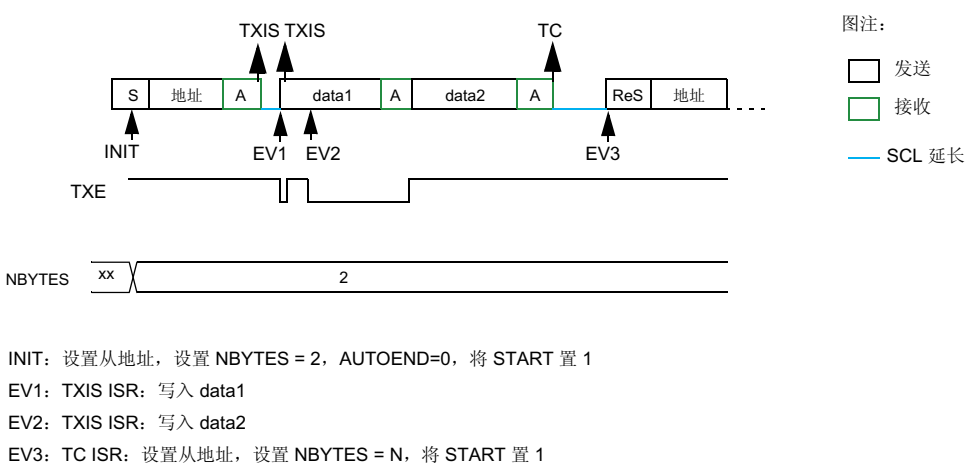 图注：
TXIS TXIS TC
发送
S 地址 A data1 A data2 A ReS 地址
接收
INIT EV1 EV2 EV3
SCL 延长
TXE
NBYTES xx 2
INIT：设置从地址，设置 NBYTES = 2，AUTOEND=0，将 START 置 1
EV1：TXIS ISR：写入 data1
EV2：TXIS ISR：写入 data2
EV3：TC ISR：设置从地址，设置 NBYTES = N，将 START 置 1